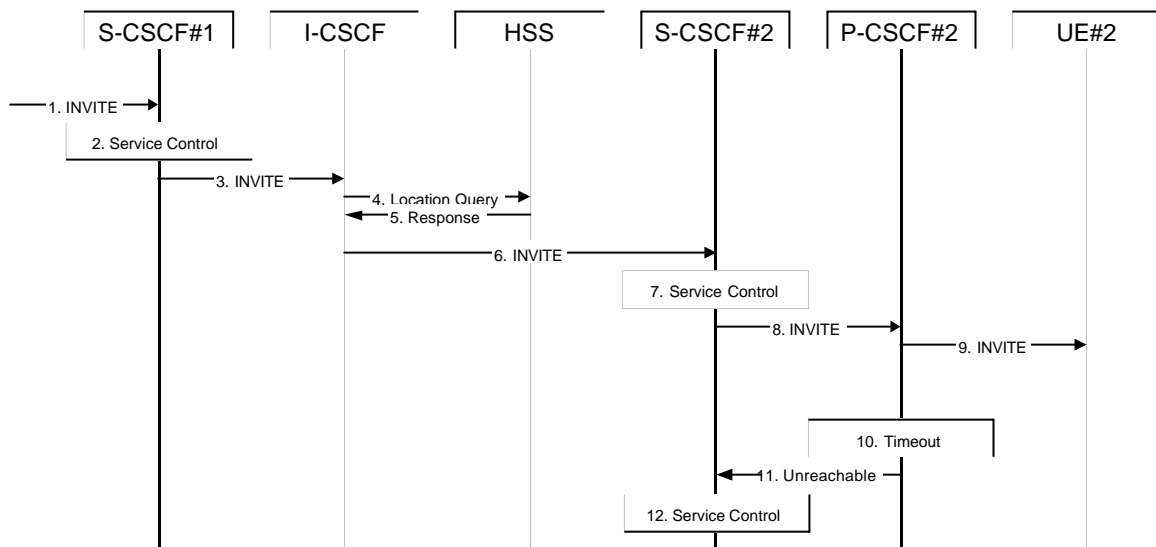 S-CSCF#1 I-CSCF HSS S-CSCF#2 P-CSCF#2 UE#2
1. INVITE
2. Service Control
3. INVITE
4. Location Query
5. Response
6. INVITE
7. Service Control
8. INVITE
9. INVITE
10. Timeout
11. Unreachable
12. Service Control